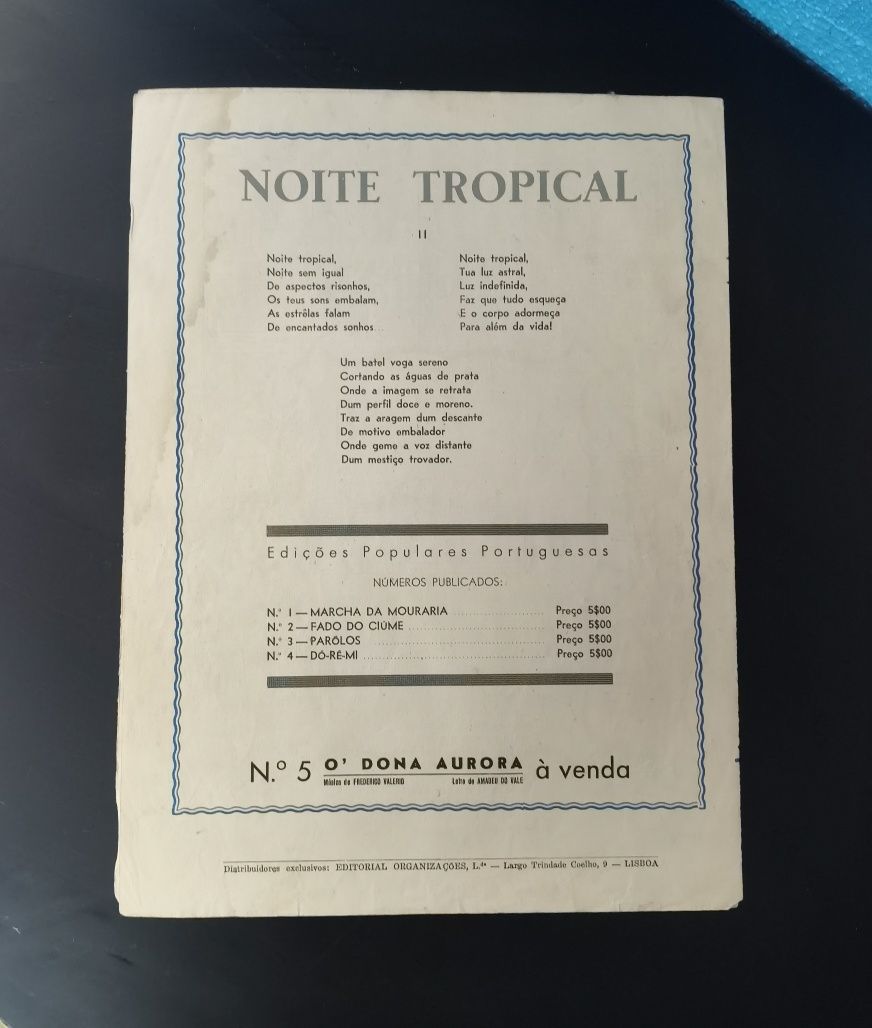 NOITE TROPICAL
II
Noite tropical,
Noite sem igual
De aspectos risonhos,
Os teus sons embalam,
As estrêlas falam
De encantados sonhos...
Noite tropical,
Tua luz astral,
Luz indefinida,
Faz que tudo esqueça
E o corpo adormeça
Para além da vida!
Um batel voga sereno
Cortando as águas de prata
Onde a imagem se retrata
Dum perfil doce e moreno.
Traz a aragem dum descante
De motivo embalador
Onde geme a voz distante
Dum mestiço trovador.
Edições Populares Portuguesas
NÚMEROS PUBLICADOS:
N.º 1 — MARCHA DA MOURARIA ........ Preço 5$00
N.º 2 — FADO DO CIÚME ........ Preço 5$00
N.º 3 — PARÔLOS ........ Preço 5$00
N.º 4 — DÓ-RÉ-MI ........ Preço 5$00
N.º 5 O' DONA AURORA à venda
Música de FREDERICO VALERIO Letra de AMADEU DO VALE
Distribuidores exclusivos: EDITORIAL ORGANIZAÇÕES, L.da — Largo Trindade Coelho, 9 — LISBOA